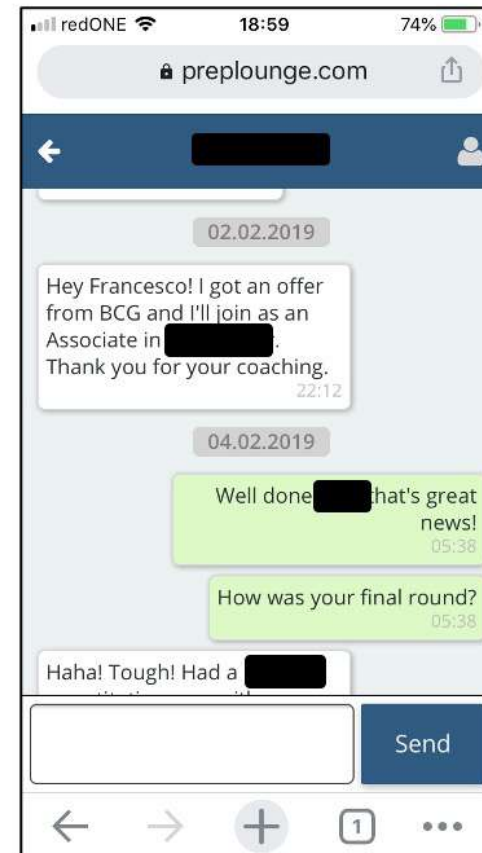 redONE 18:59 74%
preplounge.com
02.02.2019
Hey Francesco! I got an offer
from BCG and I'll join as an
Associate in .
Thank you for your coaching.
22:12
04.02.2019
Well done that's great
news!
05:38
How was your final round?
05:38
Haha! Tough! Had a
Send
1